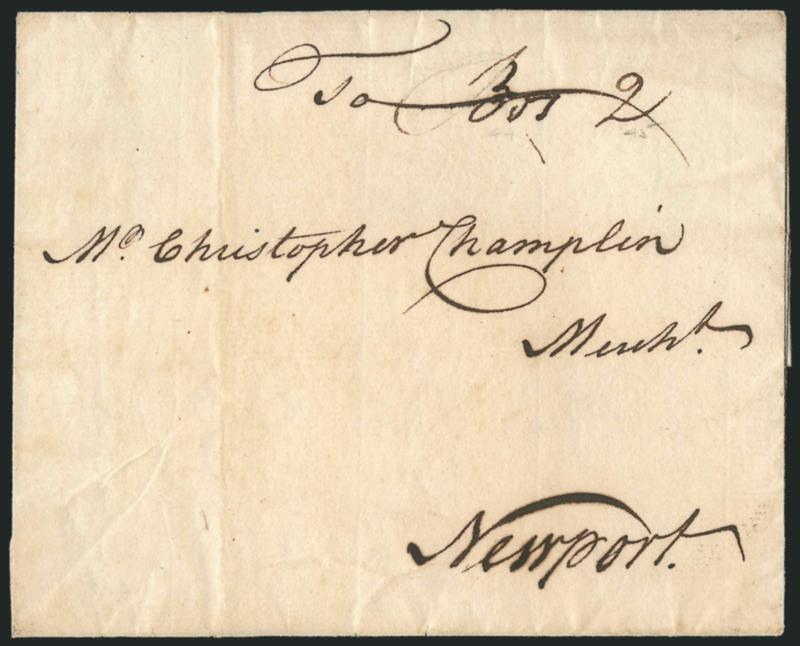 To Bos 2
Mr. Christopher Champlin
Mercht.
Newport.